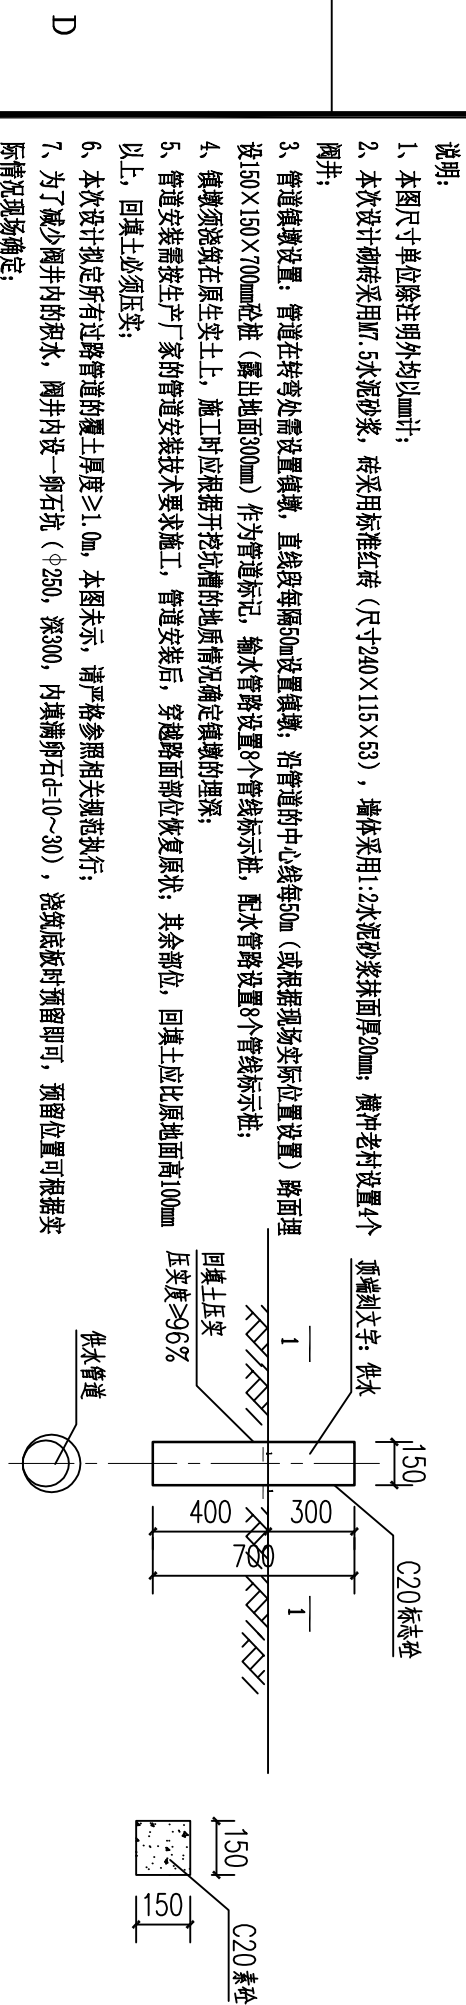 D
说明:
1、本图尺寸单位除注明外均以mm计;
2、本次设计砌砖采用M7.5水泥砂浆，砖采用标准红砖（尺寸240×115×53），墙体采用1:2水泥砂浆抹面厚20mm；横冲老村设置4个
阀井;
3、管道镇墩设置：管道在转弯处需设置镇墩，直线段每隔50m设置镇墩；沿管道的中心线每50m（或根据现场实际位置设置）路面埋
设150×150×700mm砼桩（露出地面300mm）作为管道标记，输水管路设置8个管线标示桩，配水管路设置8个管线标示桩;
4、镇墩须浇筑在原生实土上，施工时应根据开挖坑槽的地质情况确定镇墩的埋深;
5、管道安装需按生产厂家的管道安装技术要求施工，管道安装后，穿越路面部位恢复原状；其余部位，回填土应比原地面高100mm
以上，回填土必须压实;
6、本次设计拟定所有过路管道的覆土厚度≥1.0m，本图未示，请严格参照相关规范执行;
7、为了减少阀井内的积水，阀井内设一卵石坑（φ250，深300，内填满卵石d=10～30），浇筑底板时预留即可，预留位置可根据实
际情况现场确定;
顶端刻文字：供水
150
C20标志砼
1
1
300
400
700
回填土压实
压实度≥96%
供水管道
150
150
C20素砼